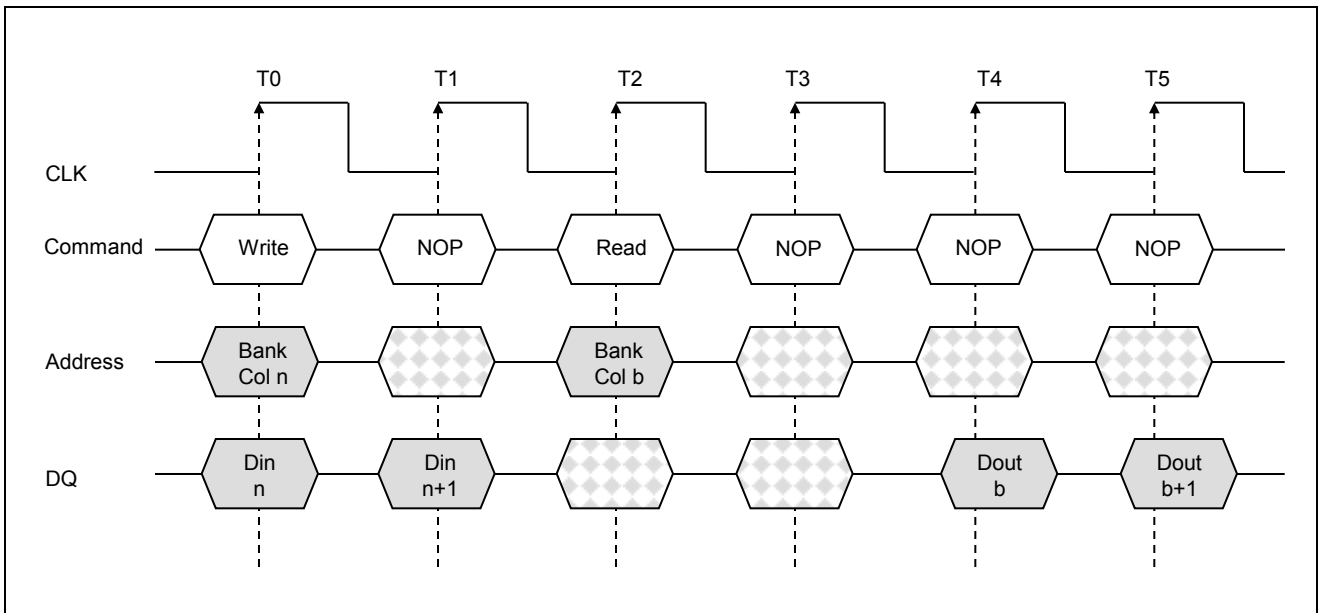 T0 T1 T2 T3 T4 T5
CLK
Command Write NOP Read NOP NOP NOP
Address
Bank
Col n
Bank
Col b
DQ
Din
n
Din
n+1
Dout
b
Dout
b+1